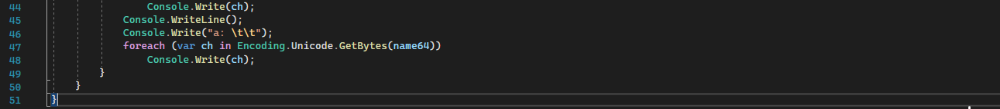 44 Console.Write(ch);
45 Console.WriteLine();
46 Console.Write("a: \t\t");
47 foreach (var ch in Encoding.Unicode.GetBytes(name64))
48 Console.Write(ch);
49 }
50 }
51 }